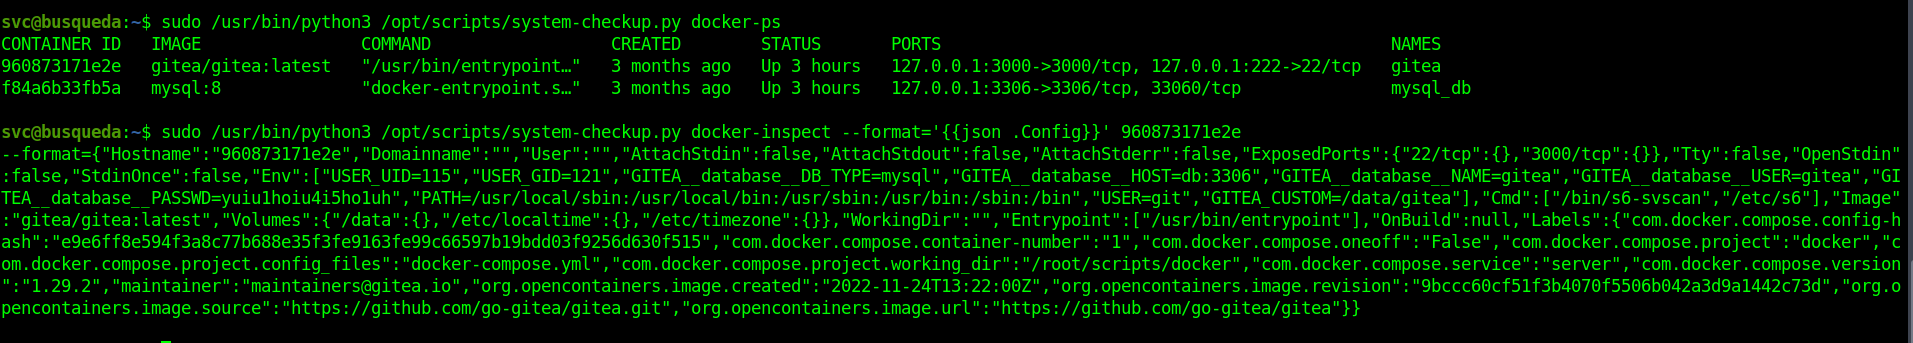 svc@busqueda:~$ sudo /usr/bin/python3 /opt/scripts/system-checkup.py docker-ps
CONTAINER ID   IMAGE                COMMAND                  CREATED        STATUS       PORTS                                             NAMES
960873171e2e   gitea/gitea:latest   "/usr/bin/entrypoint…"   3 months ago   Up 3 hours   127.0.0.1:3000->3000/tcp, 127.0.0.1:222->22/tcp   gitea
f84a6b33fb5a   mysql:8              "docker-entrypoint.s…"   3 months ago   Up 3 hours   127.0.0.1:3306->3306/tcp, 33060/tcp               mysql_db
svc@busqueda:~$ sudo /usr/bin/python3 /opt/scripts/system-checkup.py docker-inspect --format='{{json .Config}}' 960873171e2e
--format={"Hostname":"960873171e2e","Domainname":"","User":"","AttachStdin":false,"AttachStdout":false,"AttachStderr":false,"ExposedPorts":{"22/tcp":{},"3000/tcp":{}},"Tty":false,"OpenStdin"
:false,"StdinOnce":false,"Env":["USER_UID=115","USER_GID=121","GITEA__database__DB_TYPE=mysql","GITEA__database__HOST=db:3306","GITEA__database__NAME=gitea","GITEA__database__USER=gitea","GI
TEA__database__PASSWD=yuiu1hoiu4i5ho1uh","PATH=/usr/local/sbin:/usr/local/bin:/usr/sbin:/usr/bin:/sbin:/bin","USER=git","GITEA_CUSTOM=/data/gitea"],"Cmd":["/bin/s6-svscan","/etc/s6"],"Image"
:"gitea/gitea:latest","Volumes":{"/data":{},"/etc/localtime":{},"/etc/timezone":{}},"WorkingDir":"","Entrypoint":["/usr/bin/entrypoint"],"OnBuild":null,"Labels":{"com.docker.compose.config-h
ash":"e9e6ff8e594f3a8c77b688e35f3fe9163fe99c66597b19bdd03f9256d630f515","com.docker.compose.container-number":"1","com.docker.compose.oneoff":"False","com.docker.compose.project":"docker","c
om.docker.compose.project.config_files":"docker-compose.yml","com.docker.compose.project.working_dir":"/root/scripts/docker","com.docker.compose.service":"server","com.docker.compose.version
":"1.29.2","maintainer":"maintainers@gitea.io","org.opencontainers.image.created":"2022-11-24T13:22:00Z","org.opencontainers.image.revision":"9bccc60cf51f3b4070f5506b042a3d9a1442c73d","org.o
pencontainers.image.source":"https://github.com/go-gitea/gitea.git","org.opencontainers.image.url":"https://github.com/go-gitea/gitea"}}